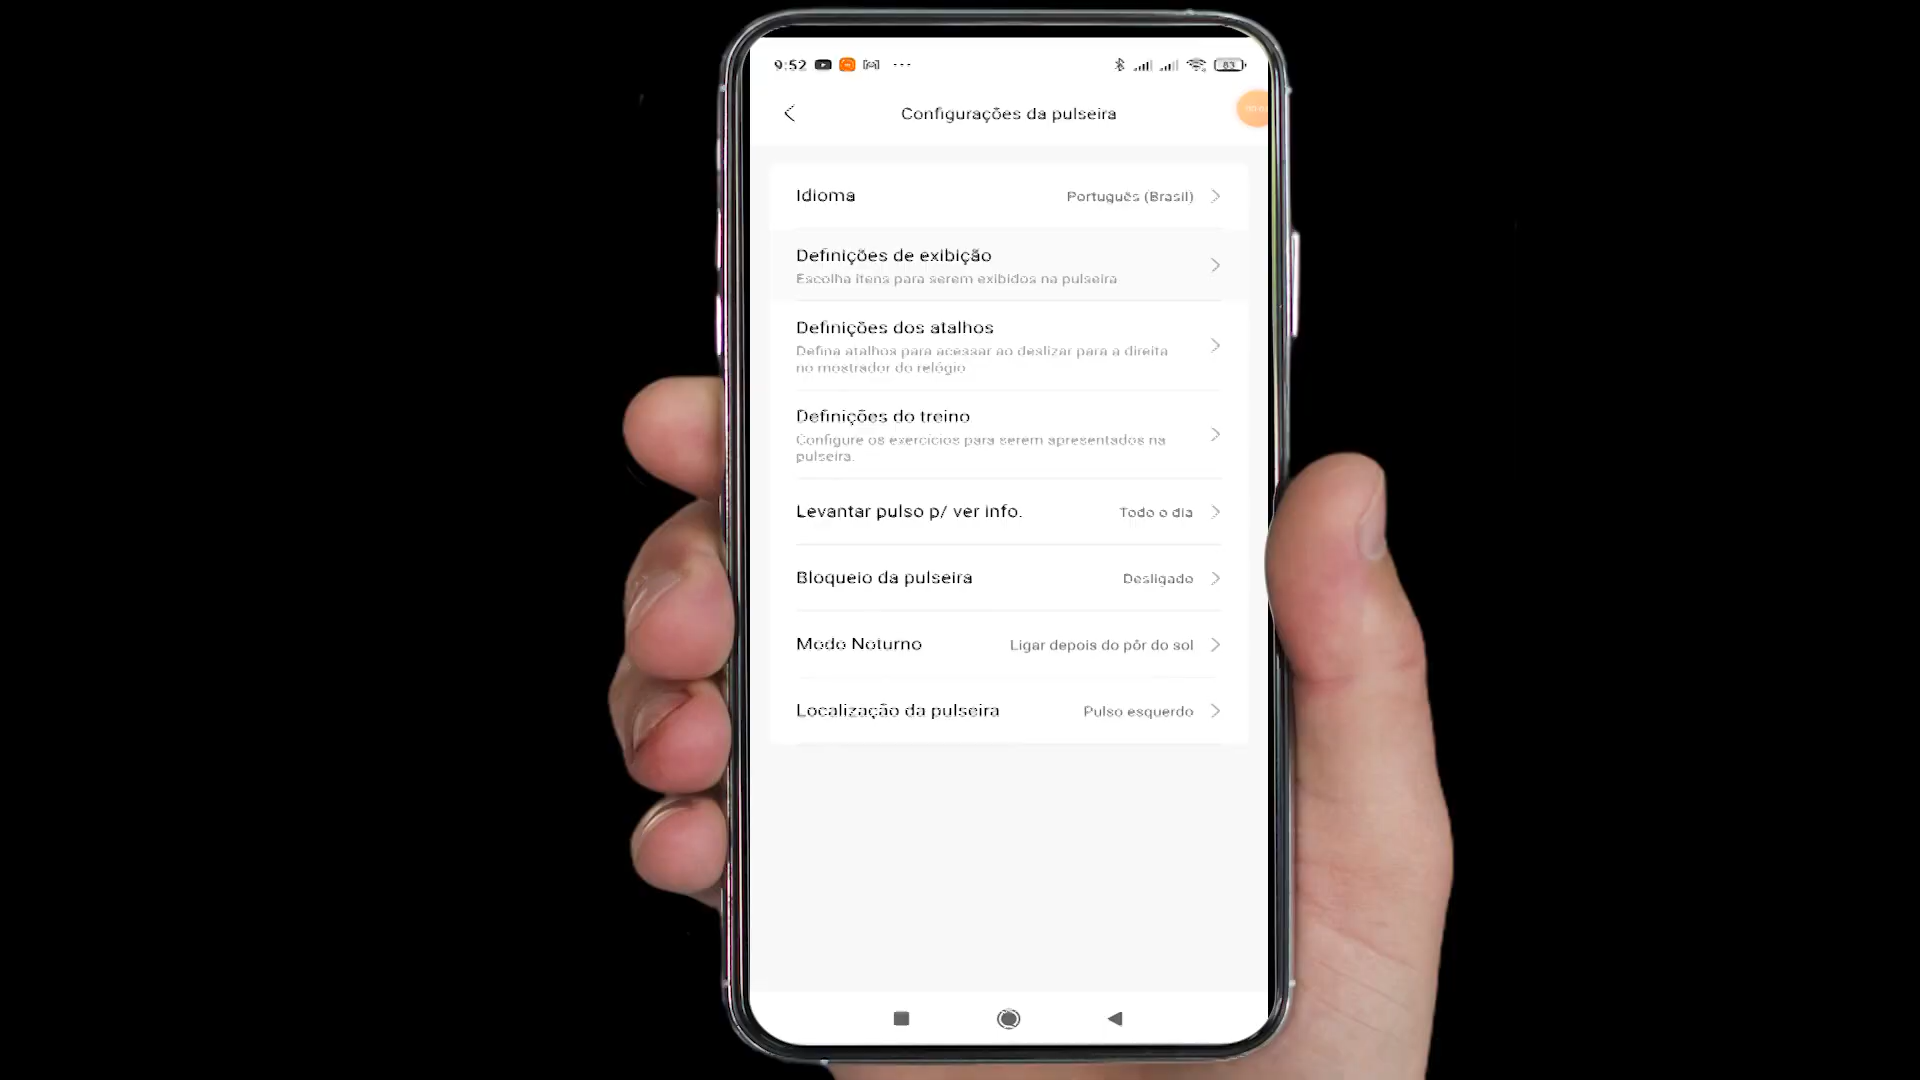 9:52
83
Configurações da pulseira
Idioma
Português (Brasil)
Definições de exibição
Escolha itens para serem exibidos na pulseira
Definições dos atalhos
Defina atalhos para acessar ao deslizar para a direita
no mostrador do relógio
Definições do treino
Configure os exercícios para serem apresentados na
pulseira.
Levantar pulso p/ ver info.
Todo o dia
Bloqueio da pulseira
Desligado
Modo Noturno
Ligar depois do pôr do sol
Localização da pulseira
Pulso esquerdo